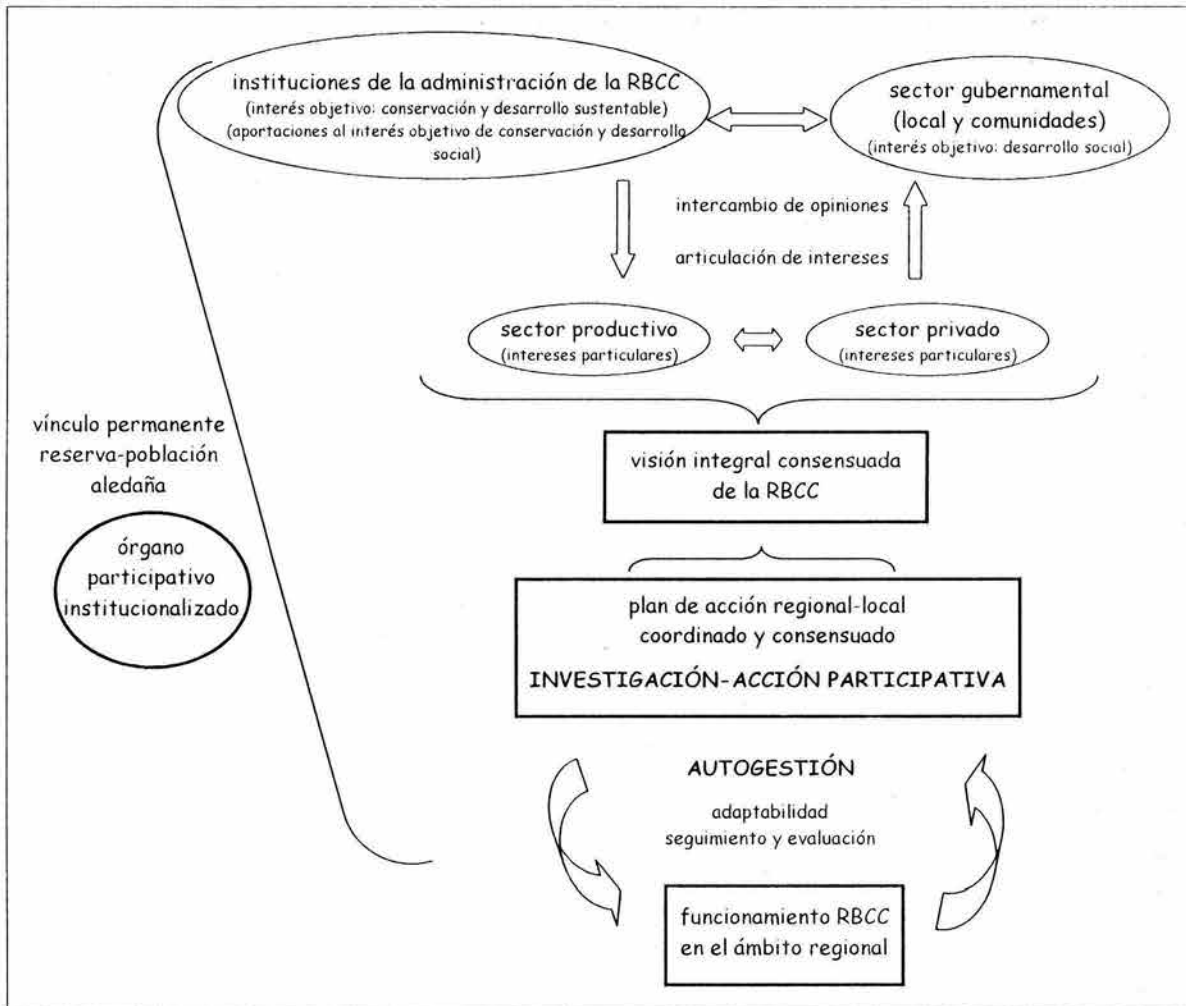 instituciones de la administración de la RBCC
(interés objetivo: conservación y desarrollo sustentable)
(aportaciones al interés objetivo de conservación y desarrollo
social)
sector gubernamental
(local y comunidades)
(interés objetivo: desarrollo social)
intercambio de opiniones
articulación de intereses
sector productivo
(intereses particulares)
sector privado
(intereses particulares)
vínculo permanente
reserva-población
aledaña
órgano
participativo
institucionalizado
visión integral consensuada
de la RBCC
plan de acción regional-local
coordinado y consensuado
INVESTIGACIÓN-ACCIÓN PARTICIPATIVA
AUTOGESTIÓN
adaptabilidad
seguimiento y evaluación
funcionamiento RBCC
en el ámbito regional